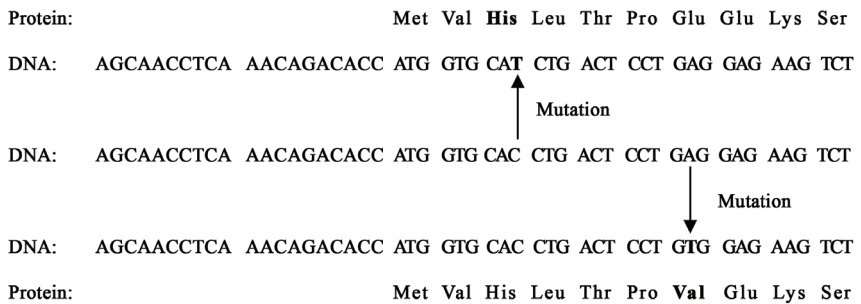 Protein: Met Val His Leu Thr Pro Glu Glu Lys Ser
DNA: AGCAACCTCA AACAGACACC ATG GTG CAT CTG ACT CCT GAG GAG AAG TCT
Mutation
DNA: AGCAACCTCA AACAGACACC ATG GTG CAC CTG ACT CCT GAG GAG AAG TCT
Mutation
DNA: AGCAACCTCA AACAGACACC ATG GTG CAC CTG ACT CCT GTG GAG AAG TCT
Protein: Met Val His Leu Thr Pro Val Glu Lys Ser